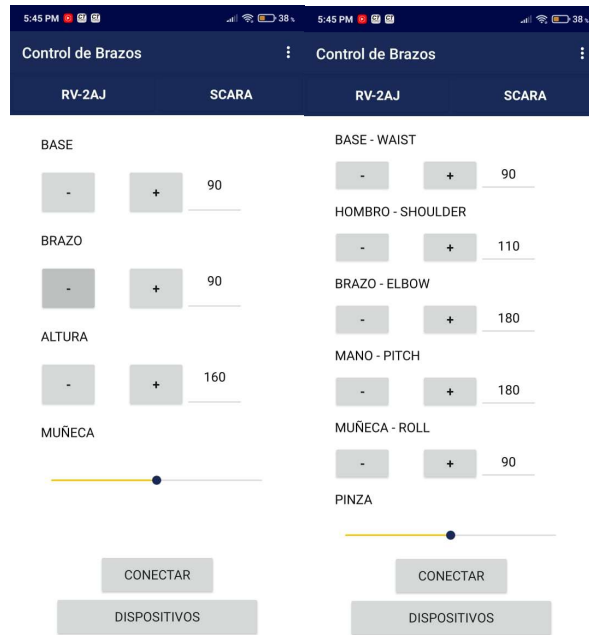 5:45 PM 38%
Control de Brazos
RV-2AJ SCARA
BASE
- + 90
BRAZO
- + 90
ALTURA
- + 160
MUÑECA
CONECTAR
DISPOSITIVOS
5:45 PM 38%
Control de Brazos
RV-2AJ SCARA
BASE - WAIST
- + 90
HOMBRO - SHOULDER
- + 110
BRAZO - ELBOW
- + 180
MANO - PITCH
- + 180
MUÑECA - ROLL
- + 90
PINZA
CONECTAR
DISPOSITIVOS